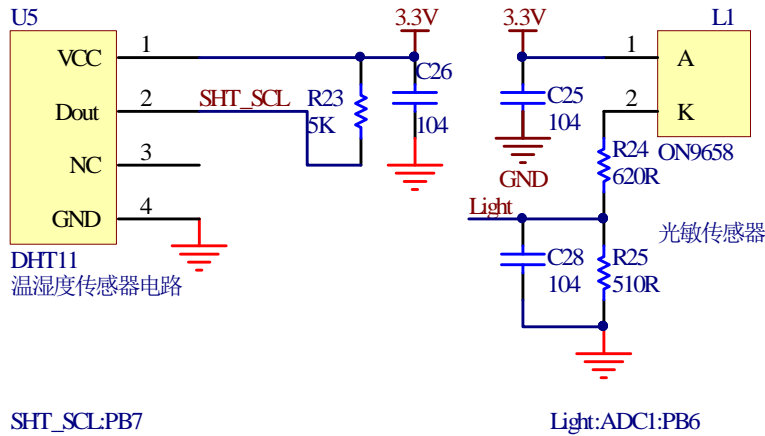 U5
VCC
1
Dout
2
NC
3
GND
4
DHT11
温湿度传感器电路
SHT_SCL
R23
5K
3.3V
C26
104
3.3V
C25
104
GND
L1
A
1
K
2
ON9658
R24
620R
光敏传感器
Light
C28
104
R25
510R
SHT_SCL:PB7
Light:ADC1:PB6